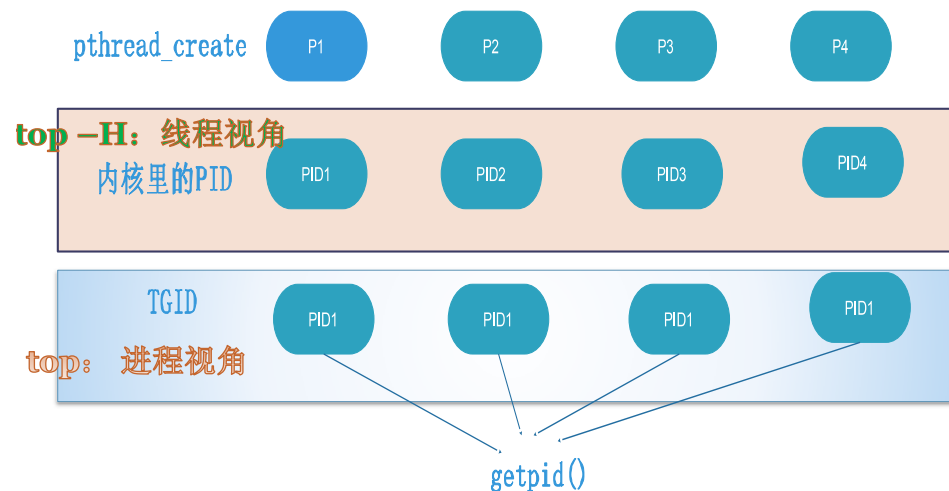 pthread_create
P1
P2
P3
P4
top –H：线程视角
内核里的PID
PID1
PID2
PID3
PID4
TGID
PID1
PID1
PID1
PID1
top： 进程视角
getpid()